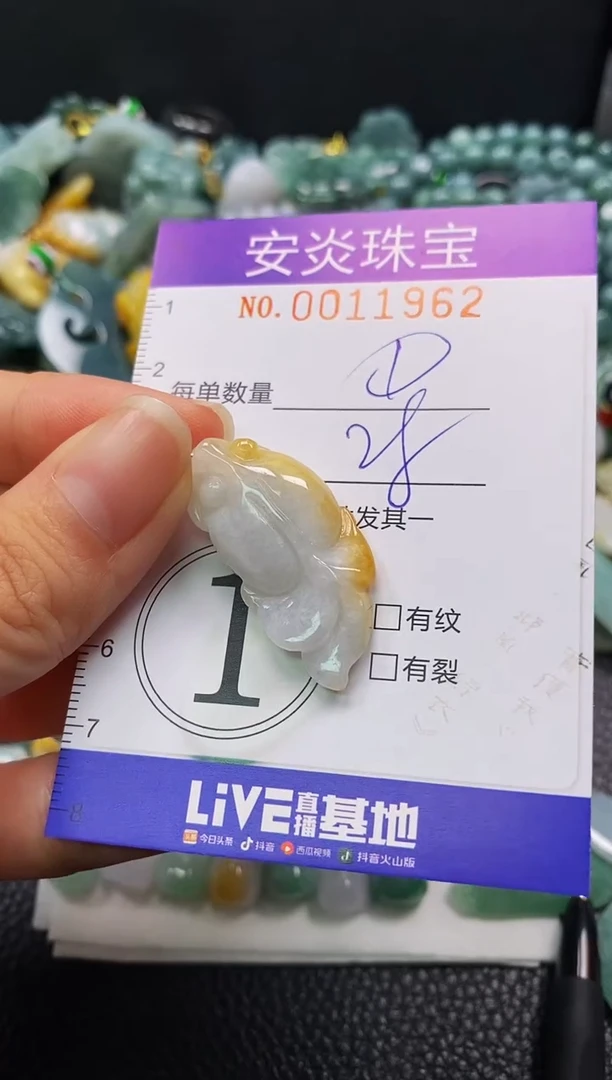 安炎珠宝
NO. 0011962
1
2
每单数量 ①
发其一
1
□有纹
□有裂
6
7
8
LiVE直播基地
今日头条 抖音 西瓜视频 抖音火山版